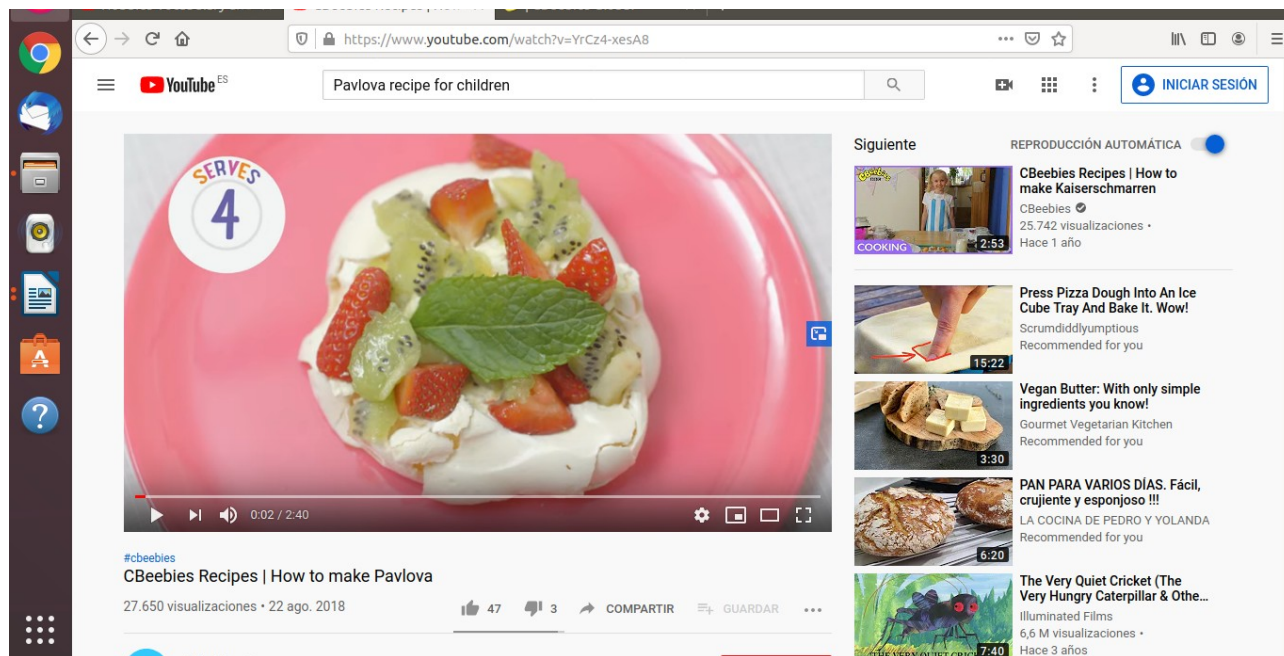 https://www.youtube.com/watch?v=YrCz4-xesA8
YouTube ES
Pavlova recipe for children
INICIAR SESIÓN
SERVES
4
0:02 / 2:40
#cbeebies
CBeebies Recipes | How to make Pavlova
27.650 visualizaciones • 22 ago. 2018
47
3
COMPARTIR
GUARDAR
Siguiente
REPRODUCCIÓN AUTOMÁTICA
COOKING
2:53
CBeebies Recipes | How to
make Kaiserschmarren
CBeebies
25.742 visualizaciones •
Hace 1 año
15:22
Press Pizza Dough Into An Ice
Cube Tray And Bake It. Wow!
Scrumdiddlyumptious
Recommended for you
3:30
Vegan Butter: With only simple
ingredients you know!
Gourmet Vegetarian Kitchen
Recommended for you
6:20
PAN PARA VARIOS DÍAS. Fácil,
crujiente y esponjoso !!!
LA COCINA DE PEDRO Y YOLANDA
Recommended for you
THE VERY QUIET CRICKET
7:40
The Very Quiet Cricket (The
Very Hungry Caterpillar & Othe...
Illuminated Films
6,6 M visualizaciones •
Hace 3 años